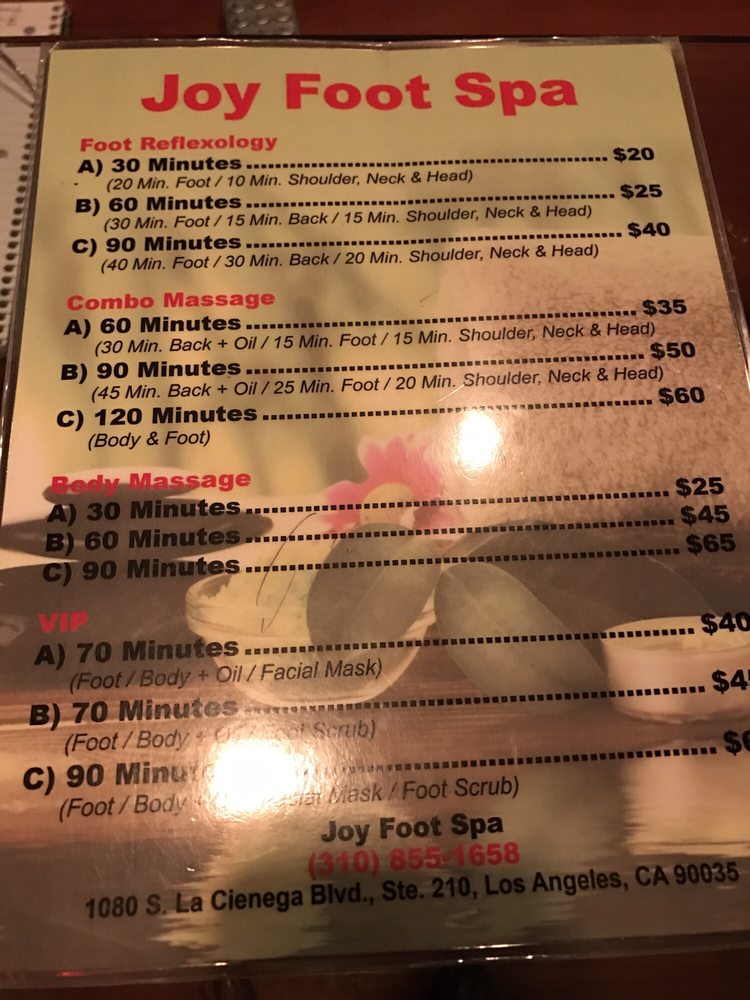 Joy Foot Spa
Foot Reflexology
A) 30 Minutes ........................................................ $20
(20 Min. Foot / 10 Min. Shoulder, Neck & Head)
B) 60 Minutes ........................................................ $25
(30 Min. Foot / 15 Min. Back / 15 Min. Shoulder, Neck & Head)
C) 90 Minutes ........................................................ $40
(40 Min. Foot / 30 Min. Back / 20 Min. Shoulder, Neck & Head)
Combo Massage
A) 60 Minutes ........................................................ $35
(30 Min. Back + Oil / 15 Min. Foot / 15 Min. Shoulder, Neck & Head)
B) 90 Minutes ........................................................ $50
(45 Min. Back + Oil / 25 Min. Foot / 20 Min. Shoulder, Neck & Head)
C) 120 Minutes ........................................................ $60
(Body & Foot)
Body Massage
A) 30 Minutes ........................................................ $25
B) 60 Minutes ........................................................ $45
C) 90 Minutes ........................................................ $65
VIP
A) 70 Minutes ........................................................ $40
(Foot / Body + Oil / Facial Mask)
B) 70 Minutes ........................................................
(Foot / Body + Scrub)
C) 90 ........................................................
(Foot / Body Mask / Foot Scrub)
Joy Foot Spa
(310) 855-1658
1080 S. La Cienega Blvd., Ste. 210, Los Angeles, CA 90035